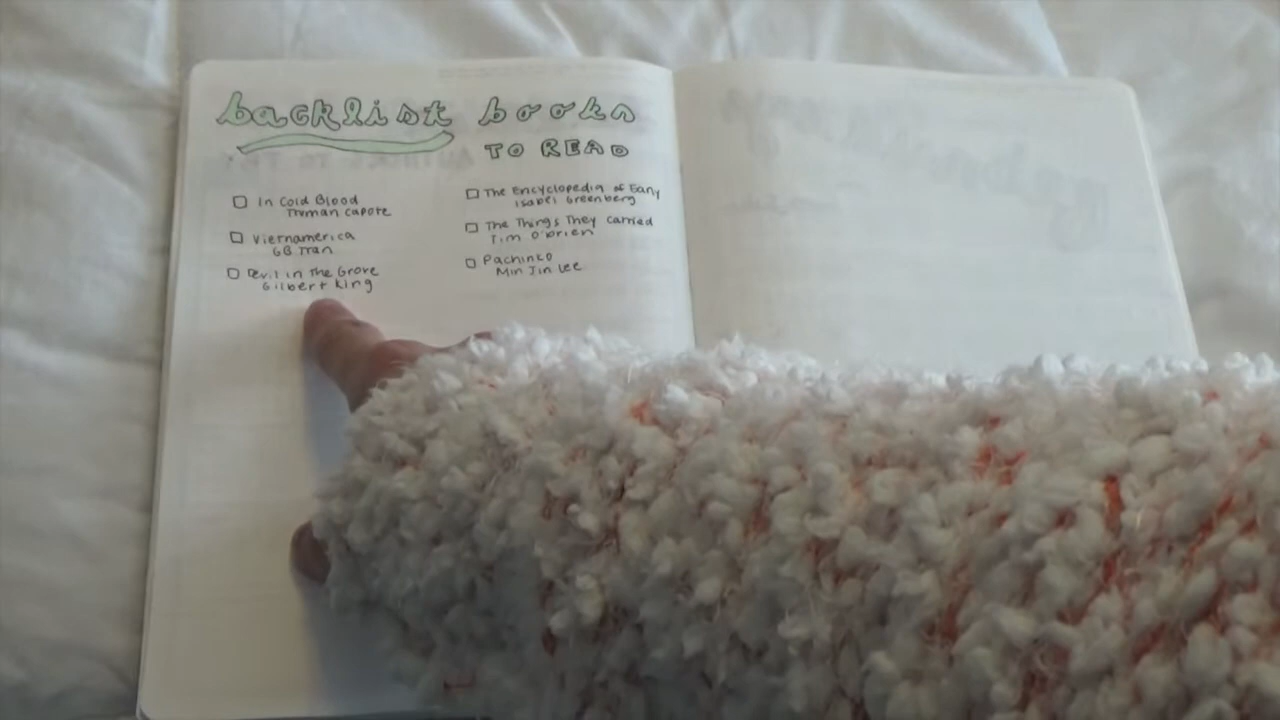 backlist books
TO READ
In Cold Blood
Truman Capote
Vietnamerica
GB Tran
Devil in the Grove
Gilbert King
The Encyclopedia of Early
Isabel Greenberg
The Things They Carried
Tim O'Brien
Pachinko
Min Jin Lee